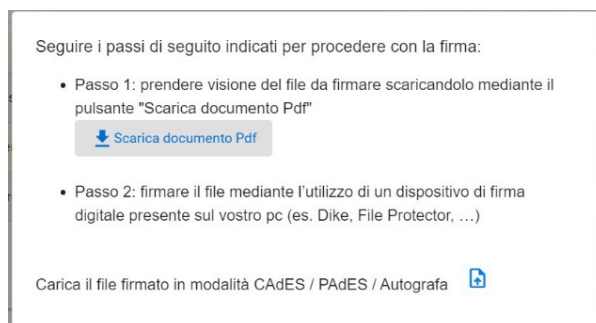 Seguire i passi di seguito indicati per procedere con la firma:
• Passo 1: prendere visione del file da firmare scaricandolo mediante il
pulsante "Scarica documento Pdf"
Scarica documento Pdf
• Passo 2: firmare il file mediante l'utilizzo di un dispositivo di firma
digitale presente sul vostro pc (es. Dike, File Protector, …)
Carica il file firmato in modalità CAdES / PAdES / Autografa